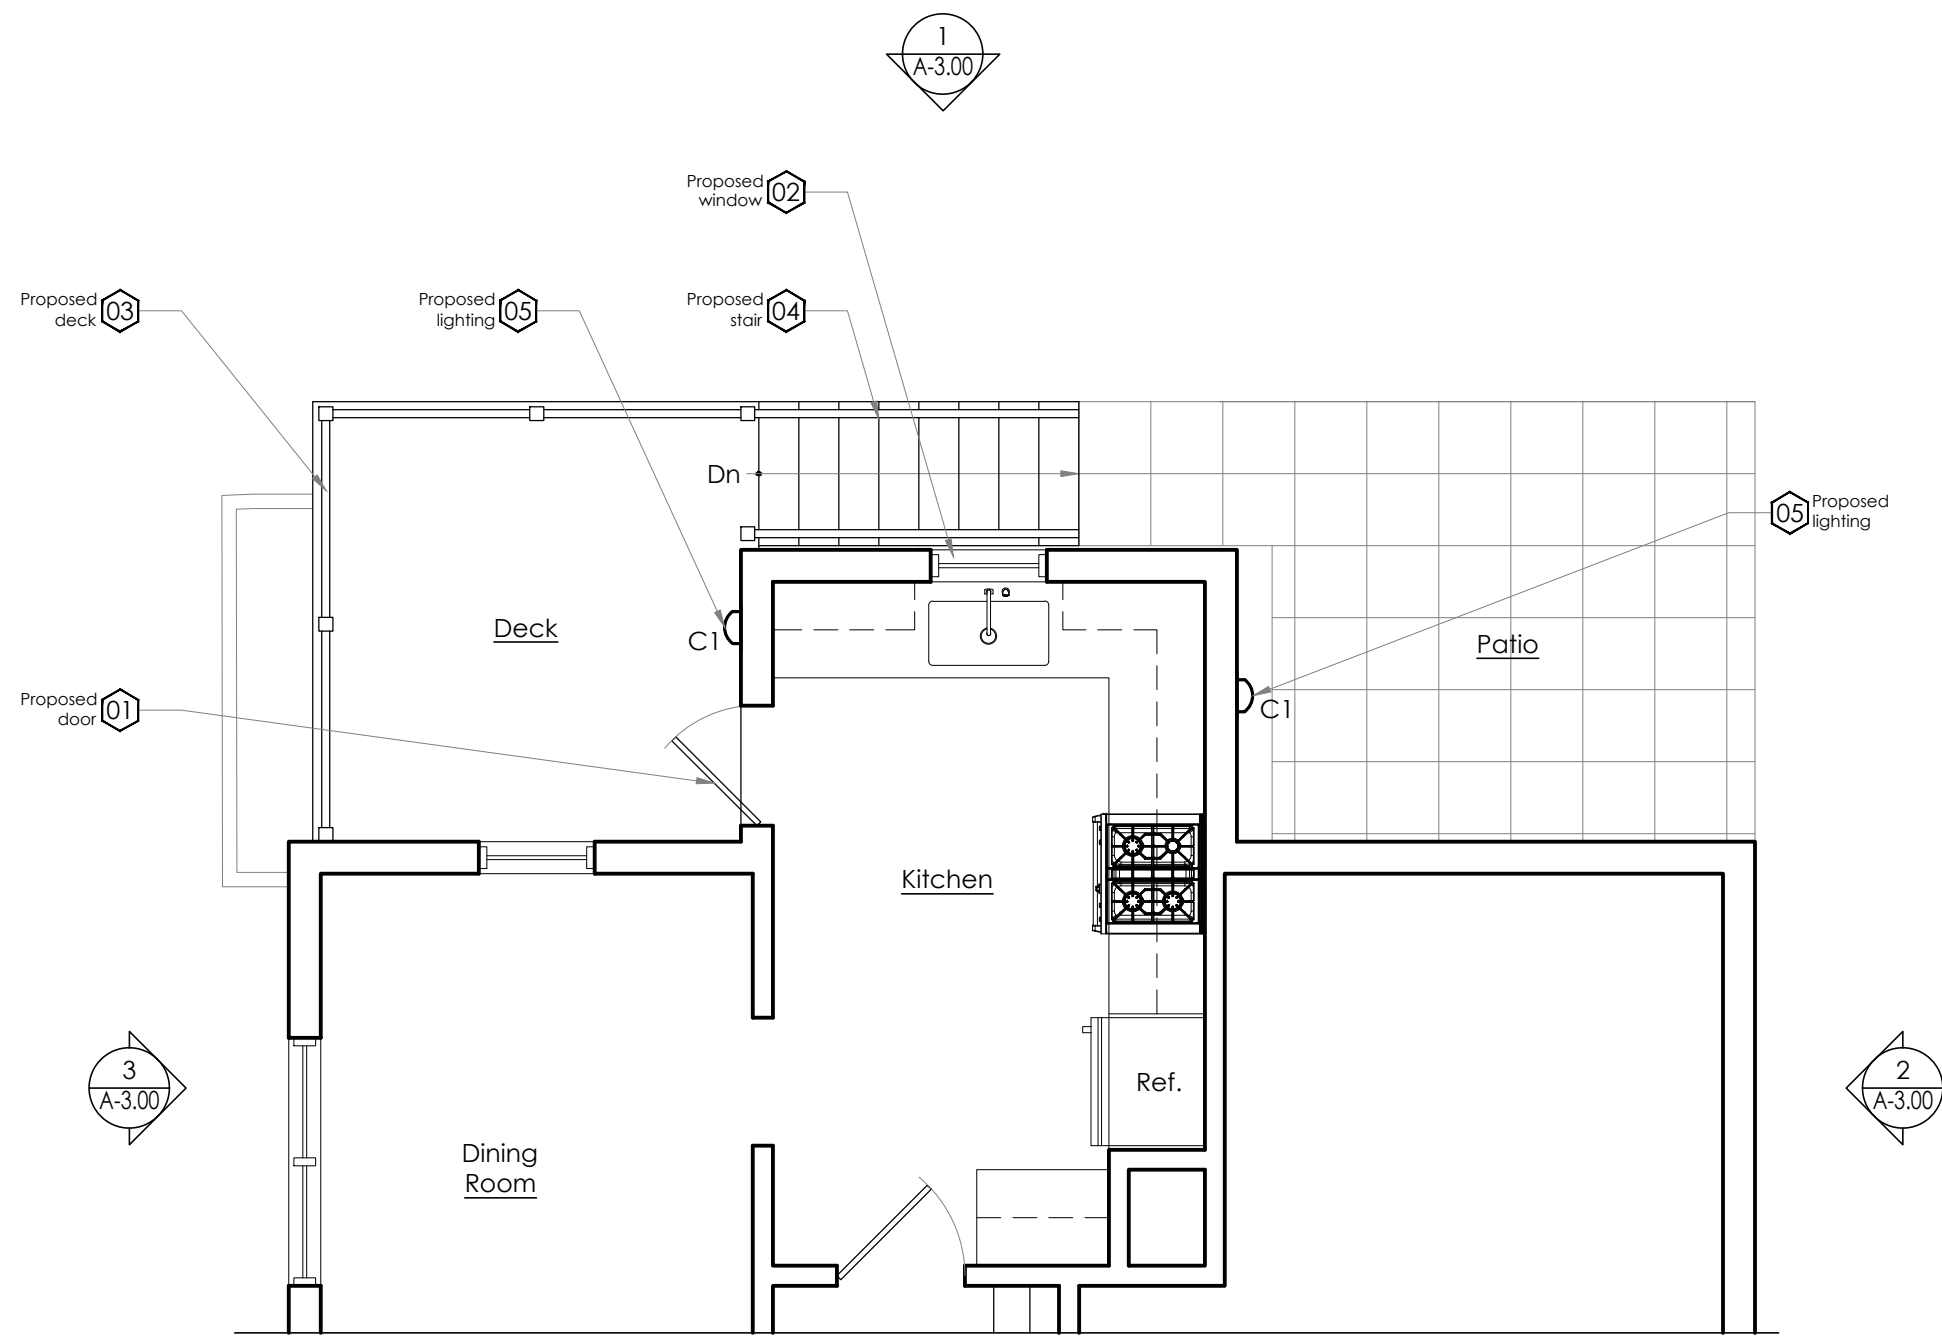 1
A-3.00
Proposed
window
02
Proposed
deck
03
Proposed
lighting
05
Proposed
stair
04
Dn
05
Proposed
lighting
Deck
C1
Patio
Proposed
door
01
C1
Kitchen
3
A-3.00
Ref.
2
A-3.00
Dining
Room